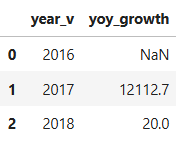 year_v yoy_growth
0 2016 NaN
1 2017 12112.7
2 2018 20.0